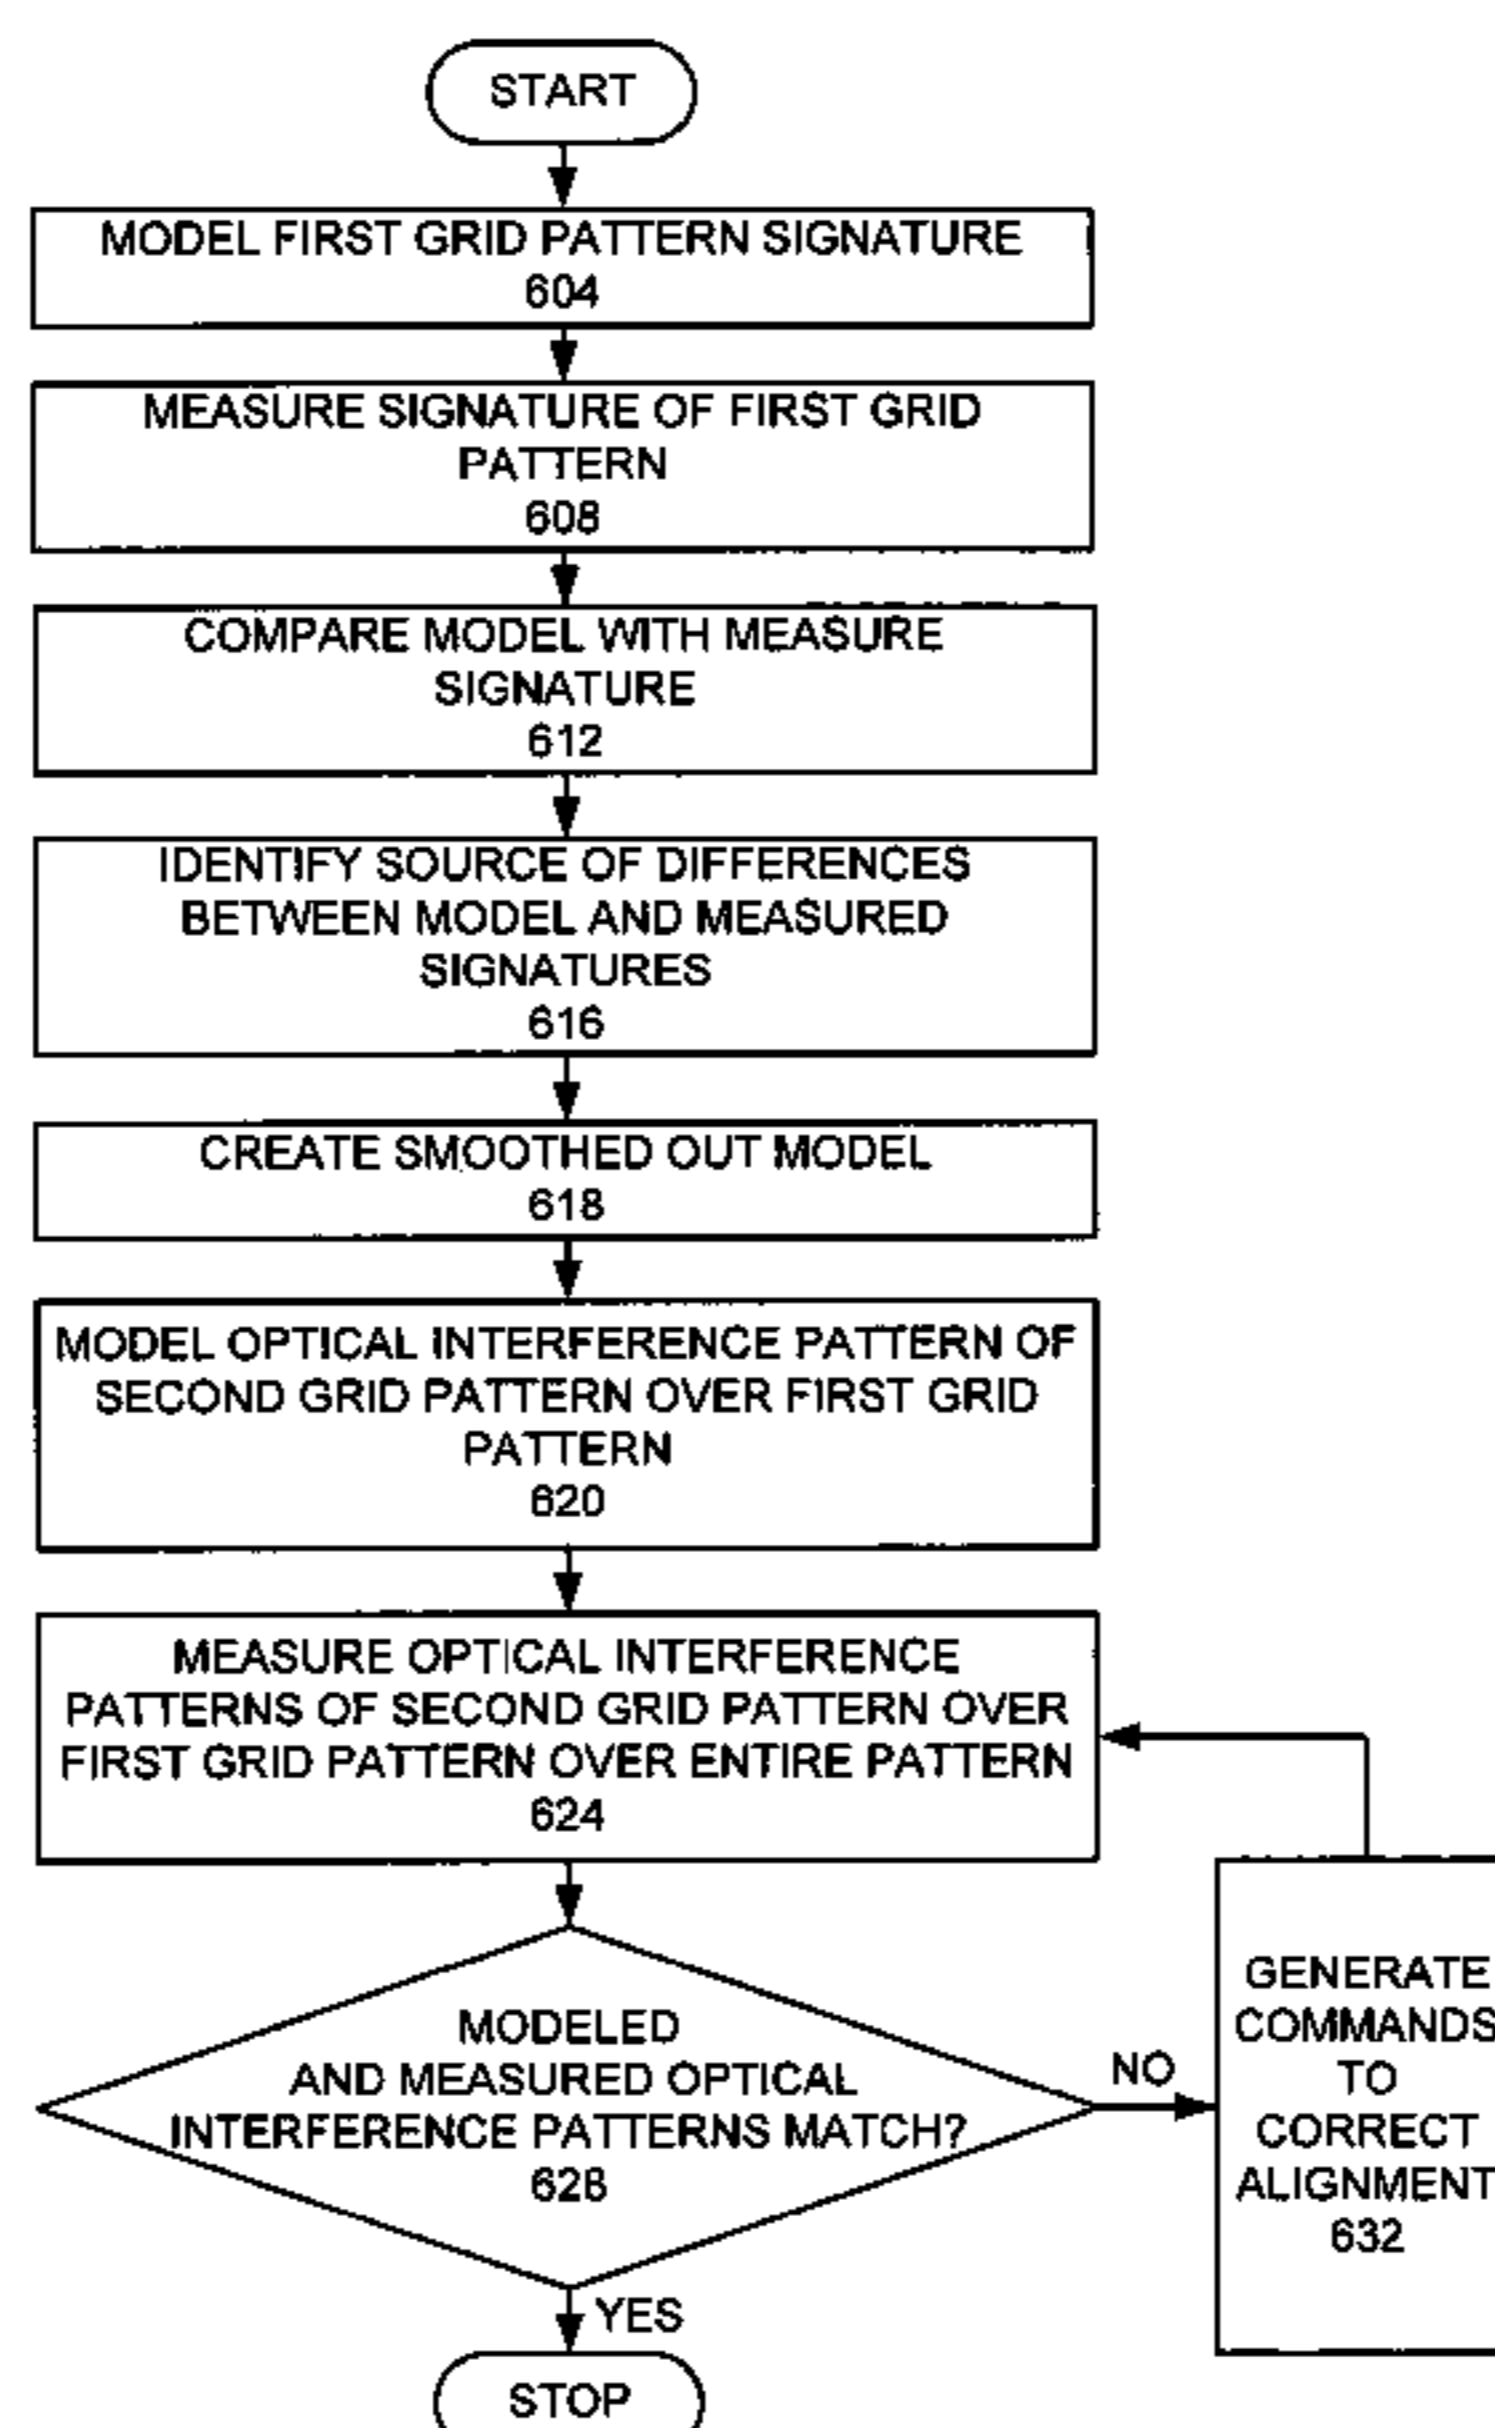 START
MODEL FIRST GRID PATTERN SIGNATURE
604
MEASURE SIGNATURE OF FIRST GRID
PATTERN
608
COMPARE MODEL WITH MEASURE
SIGNATURE
612
IDENTIFY SOURCE OF DIFFERENCES
BETWEEN MODEL AND MEASURED
SIGNATURES
616
CREATE SMOOTHED OUT MODEL
618
MODEL OPTICAL INTERFERENCE PATTERN OF
SECOND GRID PATTERN OVER FIRST GRID
PATTERN
620
MEASURE OPTICAL INTERFERENCE
PATTERNS OF SECOND GRID PATTERN OVER
FIRST GRID PATTERN OVER ENTIRE PATTERN
624
MODELED
AND MEASURED OPTICAL
INTERFERENCE PATTERNS MATCH?
628
NO
GENERATE
COMMANDS
TO
CORRECT
ALIGNMENT
632
YES
STOP